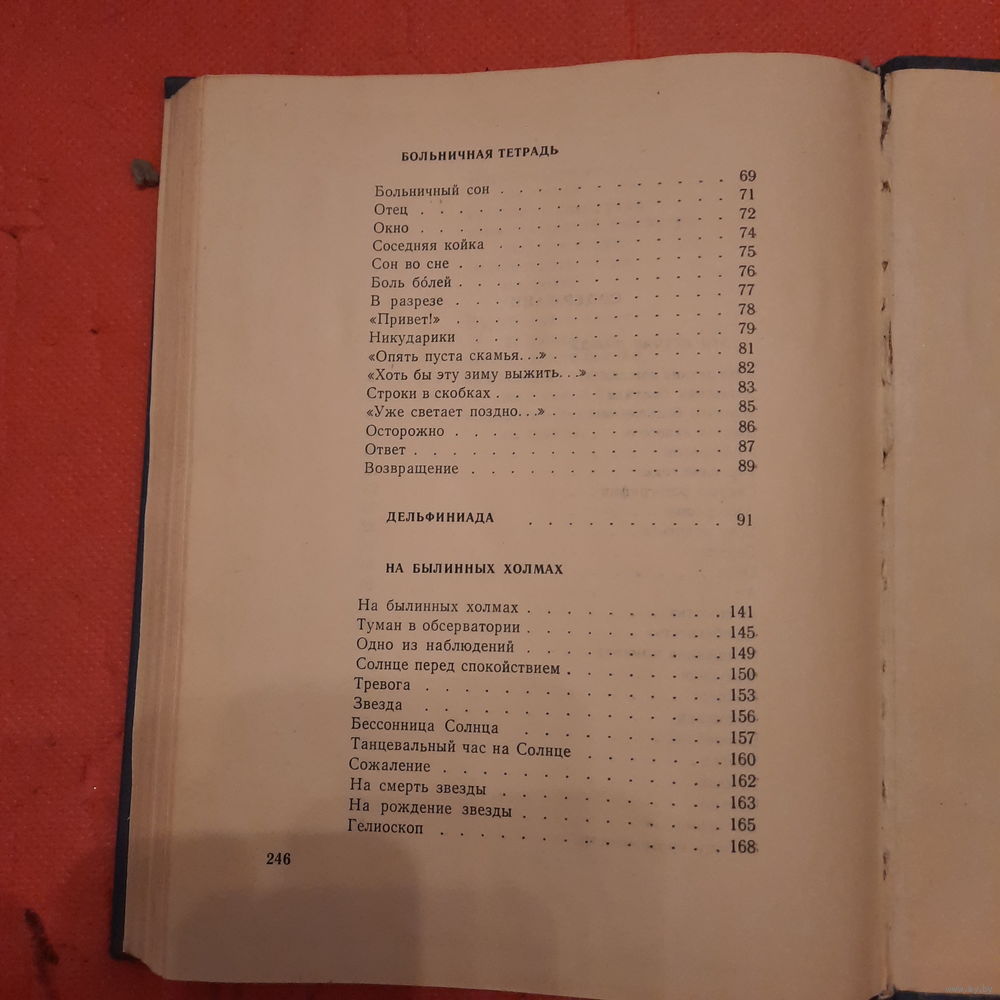 БОЛЬНИЧНАЯ ТЕТРАДЬ
Больничный сон . . . . . . . . . . . . 69
Отец . . . . . . . . . . . . . . . . 71
Окно . . . . . . . . . . . . . . . . 72
Соседняя койка . . . . . . . . . . . . 74
Сон во сне . . . . . . . . . . . . . . 75
Боль бо́лей . . . . . . . . . . . . . . 76
В разрезе . . . . . . . . . . . . . . 77
«Привет!» . . . . . . . . . . . . . . 78
Никударики . . . . . . . . . . . . . 79
«Опять пуста скамья. . .» . . . . . . . . . 81
«Хоть бы эту зиму выжить. . .» . . . . . . . 82
Строки в скобках . . . . . . . . . . . . 83
«Уже светает поздно. . .» . . . . . . . . . 85
Осторожно . . . . . . . . . . . . . . 86
Ответ . . . . . . . . . . . . . . . . 87
Возвращение . . . . . . . . . . . . . 89
ДЕЛЬФИНИАДА . . . . . . . . . . 91
НА БЫЛИННЫХ ХОЛМАХ
На былинных холмах . . . . . . . . . . 141
Туман в обсерватории . . . . . . . . . . 145
Одно из наблюдений . . . . . . . . . . 149
Солнце перед спокойствием . . . . . . . . 150
Тревога . . . . . . . . . . . . . . . 153
Звезда . . . . . . . . . . . . . . . 156
Бессонница Солнца . . . . . . . . . . 157
Танцевальный час на Солнце . . . . . . . 160
Сожаление . . . . . . . . . . . . . . 162
На смерть звезды . . . . . . . . . . . 163
На рождение звезды . . . . . . . . . . 165
Гелиоскоп . . . . . . . . . . . . . . 168
246